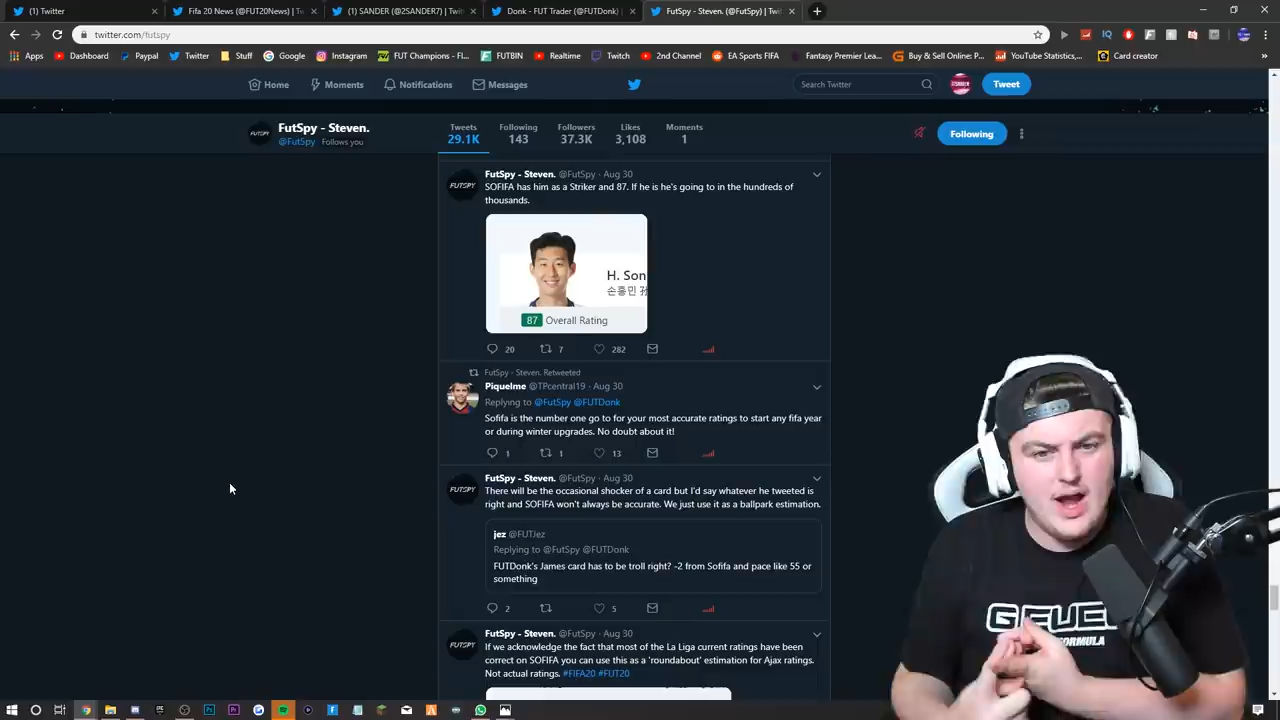 (1) Twitter
Fifa 20 News (@FUT20News) | Tw
(1) SANDER (@2SANDER7) | Twitt
Donk - FUT Trader (@FUTDonk) |
FutSpy - Steven. (@FutSpy) | Twit
twitter.com/futspy
Apps
Dashboard
Paypal
Twitter
Stuff
Google
Instagram
FUT Champions - Fl...
FUTBIN
Realtime
Twitch
2nd Channel
EA Sports FIFA
Fantasy Premier Lea...
Buy & Sell Online: P...
YouTube Statistics,...
Card creator
Home
Moments
Notifications
Messages
Search Twitter
Tweet
FutSpy - Steven.
@FutSpy Follows you
Tweets
29.1K
Following
143
Followers
37.3K
Likes
3,108
Moments
1
Following
FUTSPY
FutSpy - Steven. @FutSpy · Aug 30
SOFIFA has him as a Striker and 87. If he is he's going to in the hundreds of
thousands.
H. Son
손흥민 孫
87 Overall Rating
20 7 282
FutSpy - Steven. Retweeted
Piquelme @TPcentral19 · Aug 30
Replying to @FutSpy @FUTDonk
Sofifa is the number one go to for your most accurate ratings to start any fifa year
or during winter upgrades. No doubt about it!
1 1 13
FUTSPY
FutSpy - Steven. @FutSpy · Aug 30
There will be the occasional shocker of a card but I'd say whatever he tweeted is
right and SOFIFA won't always be accurate. We just use it as a ballpark estimation.
jez @FUTJez
Replying to @FutSpy @FUTDonk
FUTDonk's James card has to be troll right? -2 from Sofifa and pace like 55 or
something
2 5
FUTSPY
FutSpy - Steven. @FutSpy · Aug 30
If we acknowledge the fact that most of the La Liga current ratings have been
correct on SOFIFA you can use this as a 'roundabout' estimation for Ajax ratings.
Not actual ratings. #FIFA20 #FUT20
G FUEL
FORMULA